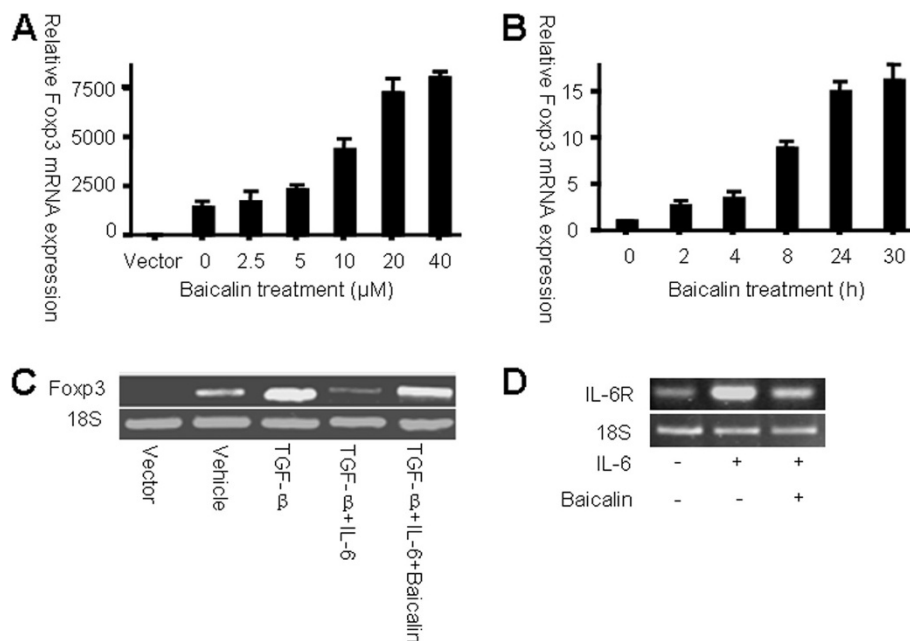 A
Relative Foxp3 mRNA expression
7500
5000
2500
0
Vector 0 2.5 5 10 20 40
Baicalin treatment (µM)
B
Relative Foxp3 mRNA expression
15
10
5
0
0 2 4 8 24 30
Baicalin treatment (h)
C
Foxp3
18S
Vector
Vehicle
TGF-β
TGF-β+IL-6
TGF-β+IL-6+Baicalin
D
IL-6R
18S
IL-6 - + +
Baicalin - - +